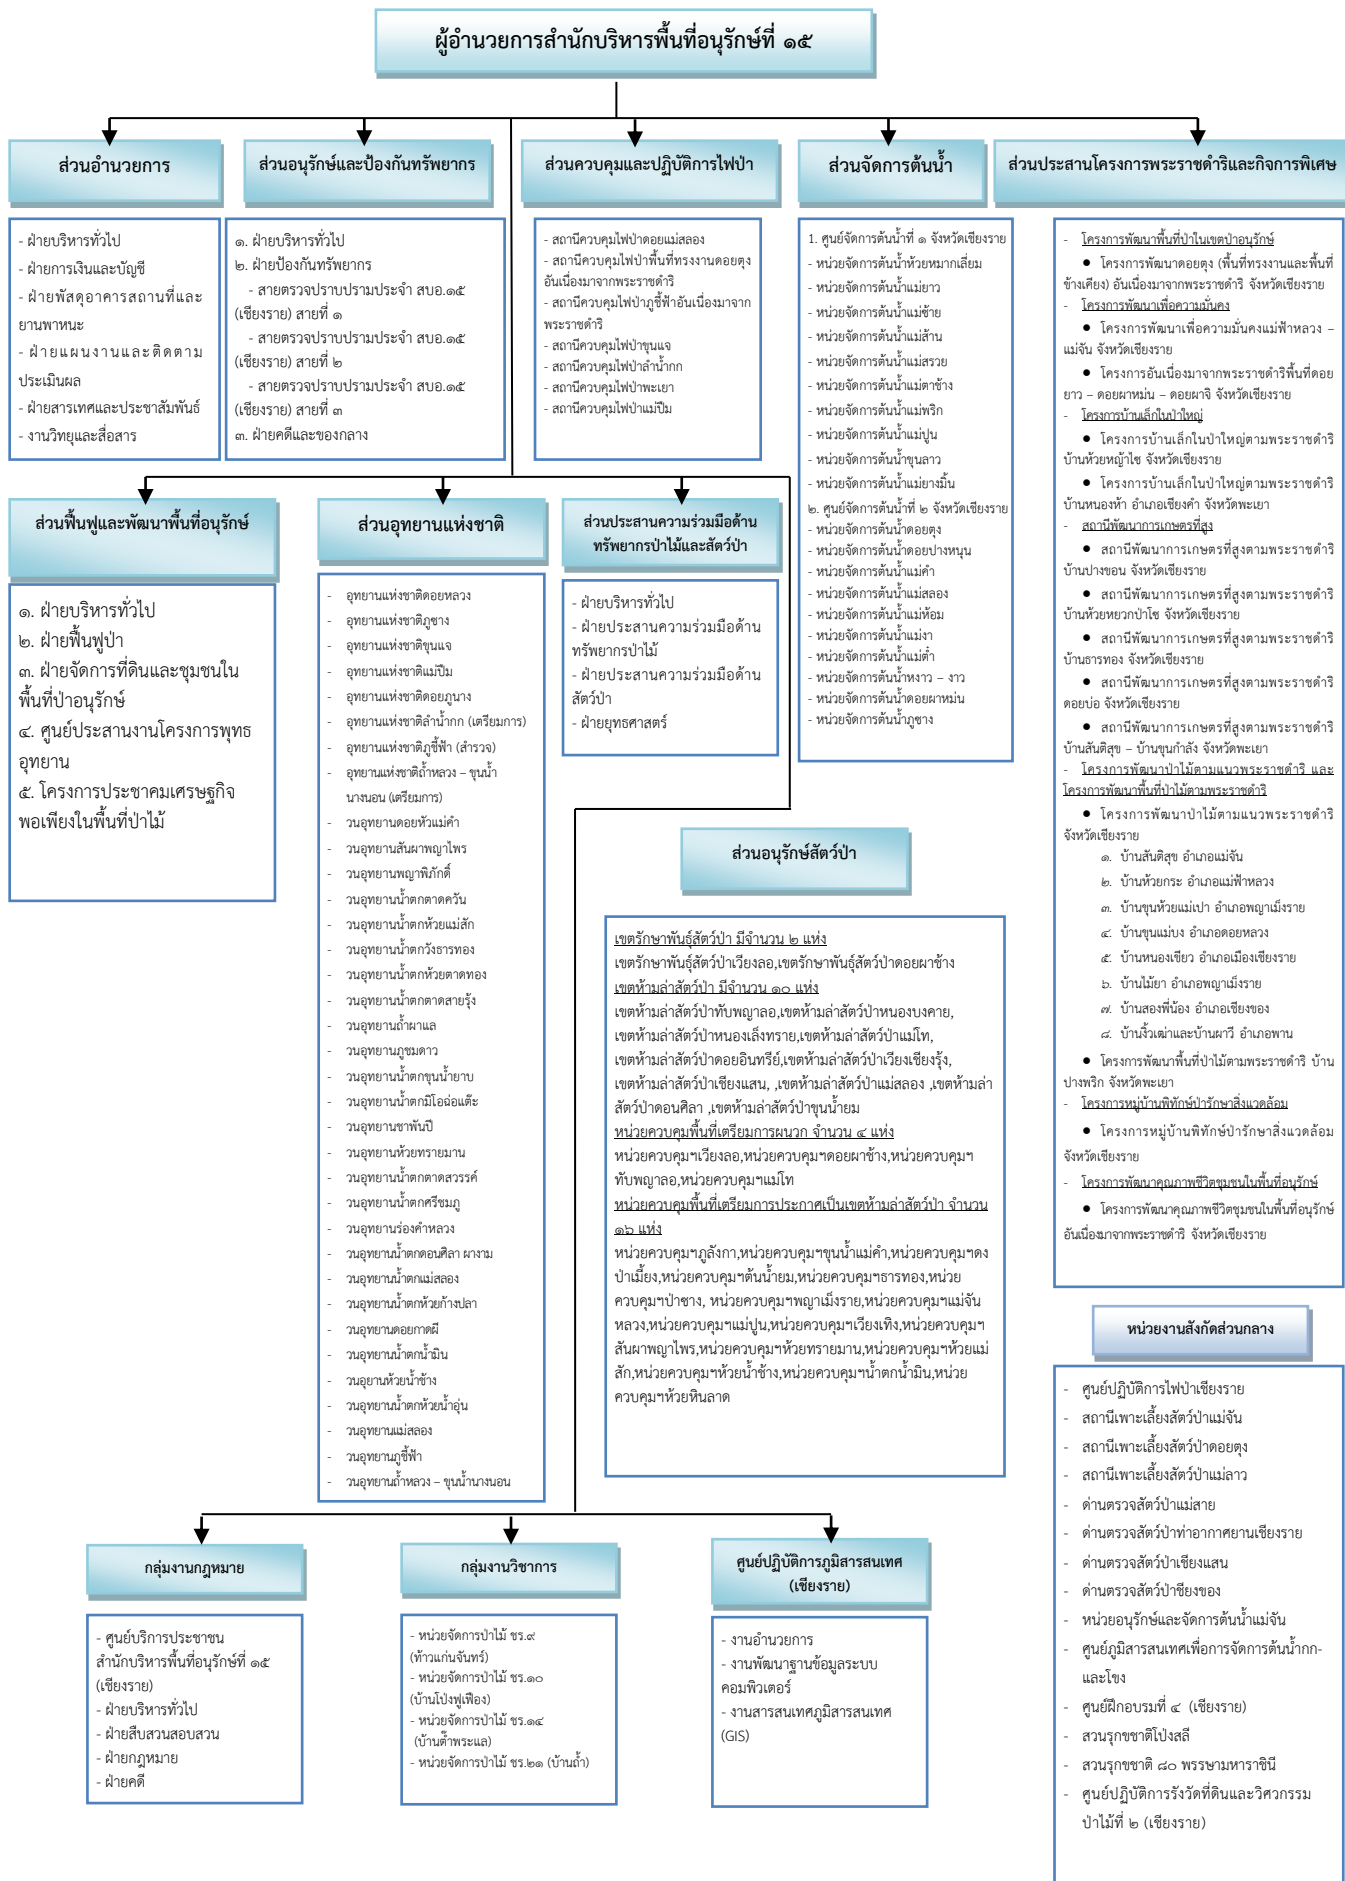 ผู้อำนวยการสำนักบริหารพื้นที่อนุรักษ์ที่ ๑๕
ส่วนอำนวยการ
- ฝ่ายบริหารทั่วไป
- ฝ่ายการเงินและบัญชี
- ฝ่ายพัสดุอาคารสถานที่และ
ยานพาหนะ
- ฝ่ายแผนงานและติดตาม
ประเมินผล
- ฝ่ายสารเทศและประชาสัมพันธ์
- งานวิทยุและสื่อสาร
ส่วนอนุรักษ์และป้องกันทรัพยากร
๑. ฝ่ายบริหารทั่วไป
๒. ฝ่ายป้องกันทรัพยากร
- สายตรวจปราบปรามประจำ สบอ.๑๕
(เชียงราย) สายที่ ๑
- สายตรวจปราบปรามประจำ สบอ.๑๕
(เชียงราย) สายที่ ๒
- สายตรวจปราบปรามประจำ สบอ.๑๕
(เชียงราย) สายที่ ๓
๓. ฝ่ายคดีและของกลาง
ส่วนควบคุมและปฏิบัติการไฟป่า
- สถานีควบคุมไฟป่าดอยแม่สลอง
- สถานีควบคุมไฟป่าพื้นที่ทรงงานดอยตุง
อันเนื่องมาจากพระราชดำริ
- สถานีควบคุมไฟป่าภูชี้ฟ้าอันเนื่องมาจาก
พระราชดำริ
- สถานีควบคุมไฟป่าขุนแจ
- สถานีควบคุมไฟป่าลำน้ำกก
- สถานีควบคุมไฟป่าพะเยา
- สถานีควบคุมไฟป่าแม่ปืม
ส่วนจัดการต้นน้ำ
1. ศูนย์จัดการต้นน้ำที่ ๑ จังหวัดเชียงราย
- หน่วยจัดการต้นน้ำห้วยหมากเลี่ยม
- หน่วยจัดการต้นน้ำแม่ยาว
- หน่วยจัดการต้นน้ำแม่ซ้าย
- หน่วยจัดการต้นน้ำแม่ส้าน
- หน่วยจัดการต้นน้ำแม่สรวย
- หน่วยจัดการต้นน้ำแม่ตาช้าง
- หน่วยจัดการต้นน้ำแม่พริก
- หน่วยจัดการต้นน้ำแม่ปูน
- หน่วยจัดการต้นน้ำขุนลาว
- หน่วยจัดการต้นน้ำแม่ยางมิ้น
๒. ศูนย์จัดการต้นน้ำที่ ๒ จังหวัดเชียงราย
- หน่วยจัดการต้นน้ำดอยตุง
- หน่วยจัดการต้นน้ำดอยปางหนุน
- หน่วยจัดการต้นน้ำแม่คำ
- หน่วยจัดการต้นน้ำแม่สลอง
- หน่วยจัดการต้นน้ำแม่ห้อม
- หน่วยจัดการต้นน้ำแม่งา
- หน่วยจัดการต้นน้ำแม่ต๋ำ
- หน่วยจัดการต้นน้ำหงาว – งาว
- หน่วยจัดการต้นน้ำดอยผาหม่น
- หน่วยจัดการต้นน้ำภูซาง
ส่วนประสานโครงการพระราชดำริและกิจการพิเศษ
- โครงการพัฒนาพื้นที่ป่าในเขตป่าอนุรักษ์
● โครงการพัฒนาดอยตุง (พื้นที่ทรงงานและพื้นที่
ข้างเคียง) อันเนื่องมาจากพระราชดำริ จังหวัดเชียงราย
- โครงการพัฒนาเพื่อความมั่นคง
● โครงการพัฒนาเพื่อความมั่นคงแม่ฟ้าหลวง –
แม่จัน จังหวัดเชียงราย
● โครงการอันเนื่องมาจากพระราชดำริพื้นที่ดอย
ยาว – ดอยผาหม่น – ดอยผาจิ จังหวัดเชียงราย
- โครงการบ้านเล็กในป่าใหญ่
● โครงการบ้านเล็กในป่าใหญ่ตามพระราชดำริ
บ้านห้วยหญ้าไซ จังหวัดเชียงราย
● โครงการบ้านเล็กในป่าใหญ่ตามพระราชดำริ
บ้านหนองห้า อำเภอเชียงคำ จังหวัดพะเยา
- สถานีพัฒนาการเกษตรที่สูง
● สถานีพัฒนาการเกษตรที่สูงตามพระราชดำริ
บ้านปางขอน จังหวัดเชียงราย
● สถานีพัฒนาการเกษตรที่สูงตามพระราชดำริ
บ้านห้วยหยวกป่าโซ จังหวัดเชียงราย
● สถานีพัฒนาการเกษตรที่สูงตามพระราชดำริ
บ้านธารทอง จังหวัดเชียงราย
● สถานีพัฒนาการเกษตรที่สูงตามพระราชดำริ
ดอยบ่อ จังหวัดเชียงราย
● สถานีพัฒนาการเกษตรที่สูงตามพระราชดำริ
บ้านสันติสุข – บ้านขุนกำลัง จังหวัดพะเยา
- โครงการพัฒนาป่าไม้ตามแนวพระราชดำริ และ
โครงการพัฒนาพื้นที่ป่าไม้ตามพระราชดำริ
● โครงการพัฒนาป่าไม้ตามแนวพระราชดำริ
จังหวัดเชียงราย
๑. บ้านสันติสุข อำเภอแม่จัน
๒. บ้านห้วยกระ อำเภอแม่ฟ้าหลวง
๓. บ้านขุนห้วยแม่เปา อำเภอพญาเม็งราย
๔. บ้านขุนแม่บง อำเภอดอยหลวง
๕. บ้านหนองเขียว อำเภอเมืองเชียงราย
๖. บ้านไม้ยา อำเภอพญาเม็งราย
๗. บ้านสองพี่น้อง อำเภอเชียงของ
๘. บ้านงิ้วเฒ่าและบ้านผาวี อำเภอพาน
● โครงการพัฒนาพื้นที่ป่าไม้ตามพระราชดำริ บ้าน
ปางพริก จังหวัดพะเยา
- โครงการหมู่บ้านพิทักษ์ป่ารักษาสิ่งแวดล้อม
● โครงการหมู่บ้านพิทักษ์ป่ารักษาสิ่งแวดล้อม
จังหวัดเชียงราย
- โครงการพัฒนาคุณภาพชีวิตชุมชนในพื้นที่อนุรักษ์
● โครงการพัฒนาคุณภาพชีวิตชุมชนในพื้นที่อนุรักษ์
อันเนื่องมาจากพระราชดำริ จังหวัดเชียงราย
ส่วนฟื้นฟูและพัฒนาพื้นที่อนุรักษ์
๑. ฝ่ายบริหารทั่วไป
๒. ฝ่ายฟื้นฟูป่า
๓. ฝ่ายจัดการที่ดินและชุมชนใน
พื้นที่ป่าอนุรักษ์
๔. ศูนย์ประสานงานโครงการพุทธ
อุทยาน
๕. โครงการประชาคมเศรษฐกิจ
พอเพียงในพื้นที่ป่าไม้
ส่วนอุทยานแห่งชาติ
- อุทยานแห่งชาติดอยหลวง
- อุทยานแห่งชาติภูซาง
- อุทยานแห่งชาติขุนแจ
- อุทยานแห่งชาติแม่ปืม
- อุทยานแห่งชาติดอยภูนาง
- อุทยานแห่งชาติลำน้ำกก (เตรียมการ)
- อุทยานแห่งชาติภูชี้ฟ้า (สำรวจ)
- อุทยานแห่งชาติถ้ำหลวง – ขุนน้ำ
นางนอน (เตรียมการ)
- วนอุทยานดอยหัวแม่คำ
- วนอุทยานสันผาพญาไพร
- วนอุทยานพญาพิภักดิ์
- วนอุทยานน้ำตกตาดควัน
- วนอุทยานน้ำตกห้วยแม่สัก
- วนอุทยานน้ำตกวังธารทอง
- วนอุทยานน้ำตกห้วยตาดทอง
- วนอุทยานน้ำตกตาดสายรุ้ง
- วนอุทยานถ้ำผาแล
- วนอุทยานภูชมดาว
- วนอุทยานน้ำตกขุนน้ำยาบ
- วนอุทยานน้ำตกมิโอฉ่อแต๊ะ
- วนอุทยานชาพันปี
- วนอุทยานห้วยทรายมาน
- วนอุทยานน้ำตกตาดสวรรค์
- วนอุทยานน้ำตกศรีชมภู
- วนอุทยานร่องคำหลวง
- วนอุทยานน้ำตกดอนศิลา ผางาม
- วนอุทยานน้ำตกแม่สลอง
- วนอุทยานน้ำตกห้วยก้างปลา
- วนอุทยานดอยกาดผี
- วนอุทยานน้ำตกน้ำมิน
- วนอุยานห้วยน้ำช้าง
- วนอุทยานน้ำตกห้วยน้ำอุ่น
- วนอุทยานแม่สลอง
- วนอุทยานภูชี้ฟ้า
- วนอุทยานถ้ำหลวง – ขุนน้ำนางนอน
ส่วนประสานความร่วมมือด้าน
ทรัพยากรป่าไม้และสัตว์ป่า
- ฝ่ายบริหารทั่วไป
- ฝ่ายประสานความร่วมมือด้าน
ทรัพยากรป่าไม้
- ฝ่ายประสานความร่วมมือด้าน
สัตว์ป่า
- ฝ่ายยุทธศาสตร์
ส่วนอนุรักษ์สัตว์ป่า
เขตรักษาพันธุ์สัตว์ป่า มีจำนวน ๒ แห่ง
เขตรักษาพันธุ์สัตว์ป่าเวียงลอ,เขตรักษาพันธุ์สัตว์ป่าดอยผาช้าง
เขตห้ามล่าสัตว์ป่า มีจำนวน ๑๐ แห่ง
เขตห้ามล่าสัตว์ป่าทับพญาลอ,เขตห้ามล่าสัตว์ป่าหนองบงคาย,
เขตห้ามล่าสัตว์ป่าหนองเล็งทราย,เขตห้ามล่าสัตว์ป่าแม่โท,
เขตห้ามล่าสัตว์ป่าดอยอินทรีย์,เขตห้ามล่าสัตว์ป่าเวียงเชียงรุ้ง,
เขตห้ามล่าสัตว์ป่าเชียงแสน, ,เขตห้ามล่าสัตว์ป่าแม่สลอง ,เขตห้ามล่า
สัตว์ป่าดอนศิลา ,เขตห้ามล่าสัตว์ป่าขุนน้ำยม
หน่วยควบคุมพื้นที่เตรียมการผนวก จำนวน ๔ แห่ง
หน่วยควบคุมฯเวียงลอ,หน่วยควบคุมฯดอยผาช้าง,หน่วยควบคุมฯ
ทับพญาลอ,หน่วยควบคุมฯแม่โท
หน่วยควบคุมพื้นที่เตรียมการประกาศเป็นเขตห้ามล่าสัตว์ป่า จำนวน
๑๖ แห่ง
หน่วยควบคุมฯภูลังกา,หน่วยควบคุมฯขุนน้ำแม่คำ,หน่วยควบคุมฯดง
ป่าเมี้ยง,หน่วยควบคุมฯต้นน้ำยม,หน่วยควบคุมฯธารทอง,หน่วย
ควบคุมฯป่าซาง, หน่วยควบคุมฯพญาเม็งราย,หน่วยควบคุมฯแม่จัน
หลวง,หน่วยควบคุมฯแม่ปูน,หน่วยควบคุมฯเวียงเทิง,หน่วยควบคุมฯ
สันผาพญาไพร,หน่วยควบคุมฯห้วยทรายมาน,หน่วยควบคุมฯห้วยแม่
สัก,หน่วยควบคุมฯห้วยน้ำช้าง,หน่วยควบคุมฯน้ำตกน้ำมิน,หน่วย
ควบคุมฯห้วยหินลาด
หน่วยงานสังกัดส่วนกลาง
- ศูนย์ปฏิบัติการไฟป่าเชียงราย
- สถานีเพาะเลี้ยงสัตว์ป่าแม่จัน
- สถานีเพาะเลี้ยงสัตว์ป่าดอยตุง
- สถานีเพาะเลี้ยงสัตว์ป่าแม่ลาว
- ด่านตรวจสัตว์ป่าแม่สาย
- ด่านตรวจสัตว์ป่าท่าอากาศยานเชียงราย
- ด่านตรวจสัตว์ป่าเชียงแสน
- ด่านตรวจสัตว์ป่าชียงของ
- หน่วยอนุรักษ์และจัดการต้นน้ำแม่จัน
- ศูนย์ภูมิสารสนเทศเพื่อการจัดการต้นน้ำกก-
และโขง
- ศูนย์ฝึกอบรมที่ ๔ (เชียงราย)
- สวนรุกขชาติโป่งสลี
- สวนรุกขชาติ ๘๐ พรรษามหาราชินี
- ศูนย์ปฏิบัติการรังวัดที่ดินและวิศวกรรม
ป่าไม้ที่ ๒ (เชียงราย)
กลุ่มงานกฎหมาย
- ศูนย์บริการประชาชน
สำนักบริหารพื้นที่อนุรักษ์ที่ ๑๕
(เชียงราย)
- ฝ่ายบริหารทั่วไป
- ฝ่ายสืบสวนสอบสวน
- ฝ่ายกฎหมาย
- ฝ่ายคดี
กลุ่มงานวิชาการ
- หน่วยจัดการป่าไม้ ชร.๙
(ท้าวแก่นจันทร์)
- หน่วยจัดการป่าไม้ ชร.๑๐
(บ้านโป่งฟูเฟือง)
- หน่วยจัดการป่าไม้ ชร.๑๔
(บ้านต๊ำพระแล)
- หน่วยจัดการป่าไม้ ชร.๒๑ (บ้านถ้ำ)
ศูนย์ปฏิบัติการภูมิสารสนเทศ
(เชียงราย)
- งานอำนวยการ
- งานพัฒนาฐานข้อมูลระบบ
คอมพิวเตอร์
- งานสารสนเทศภูมิสารสนเทศ
(GIS)